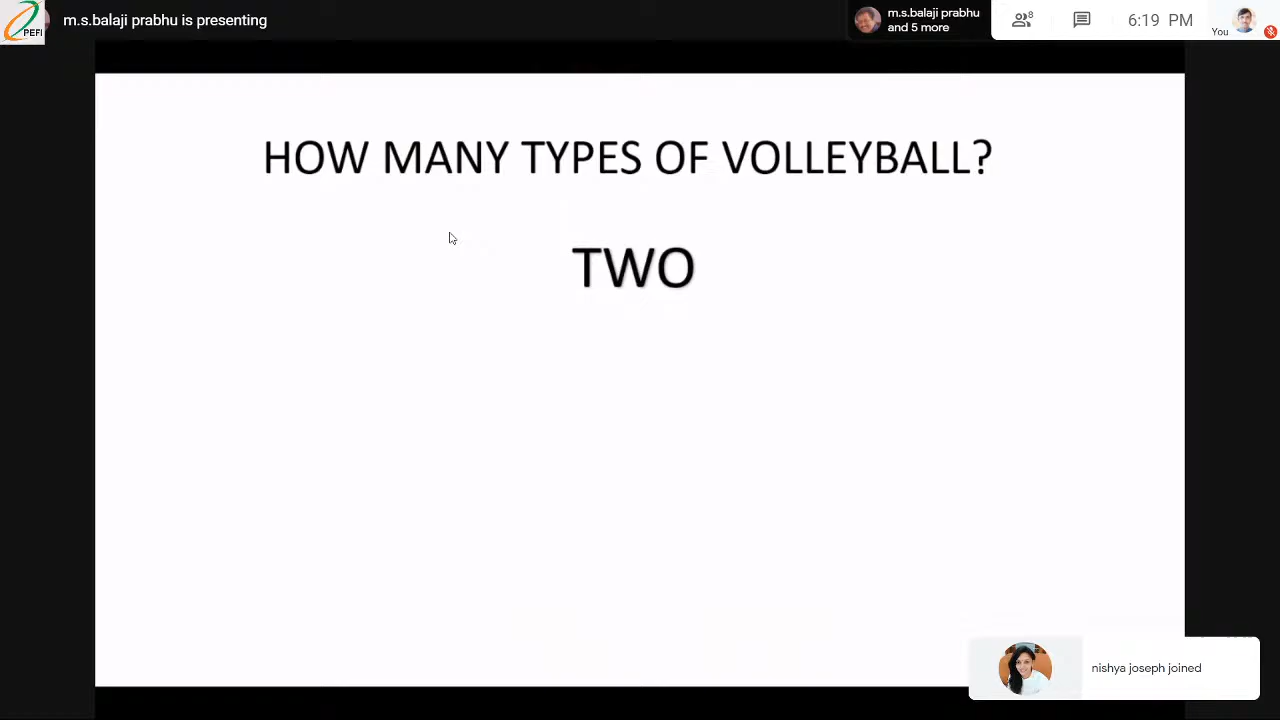 PEFI
m.s.balaji prabhu is presenting
m.s.balaji prabhu
and 5 more
8
6:19 PM
You
HOW MANY TYPES OF VOLLEYBALL?
TWO
nishya joseph joined